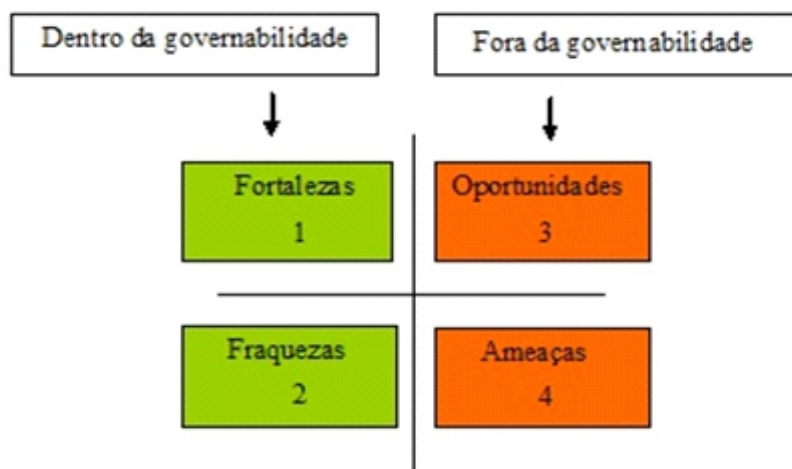 Dentro da governabilidade
Fora da governabilidade
Fortalezas
1
Oportunidades
3
Fraquezas
2
Ameaças
4